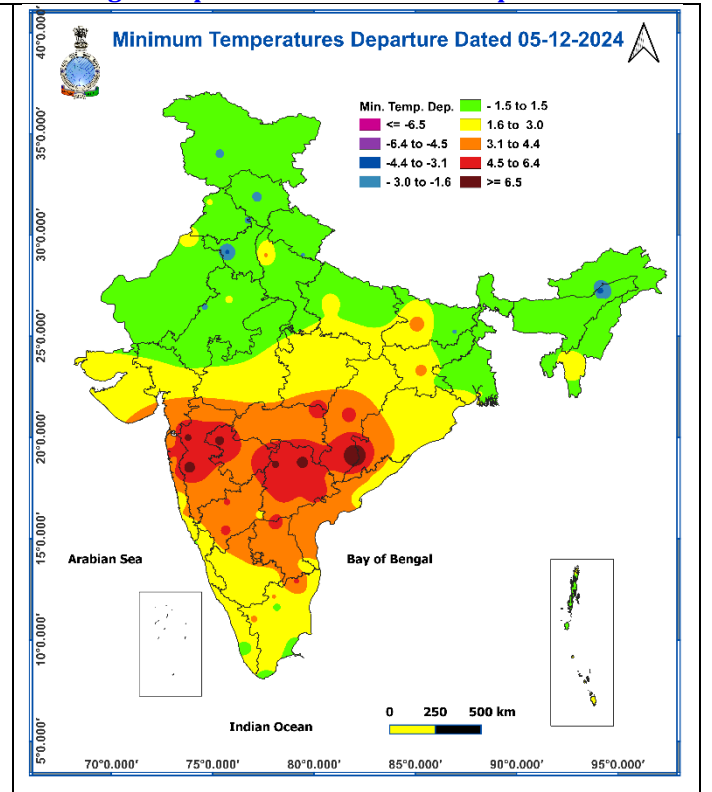 Minimum Temperatures Departure Dated 05-12-2024
Min. Temp. Dep.
<= -6.5
-6.4 to -4.5
-4.4 to -3.1
- 3.0 to -1.6
- 1.5 to 1.5
1.6 to 3.0
3.1 to 4.4
4.5 to 6.4
>= 6.5
40°0.000'
35°0.000'
30°0.000'
25°0.000'
20°0.000'
15°0.000'
10°0.000'
5°0.000'
Arabian Sea
Bay of Bengal
Indian Ocean
0 250 500 km
70°0.000' 75°0.000' 80°0.000' 85°0.000' 90°0.000' 95°0.000'